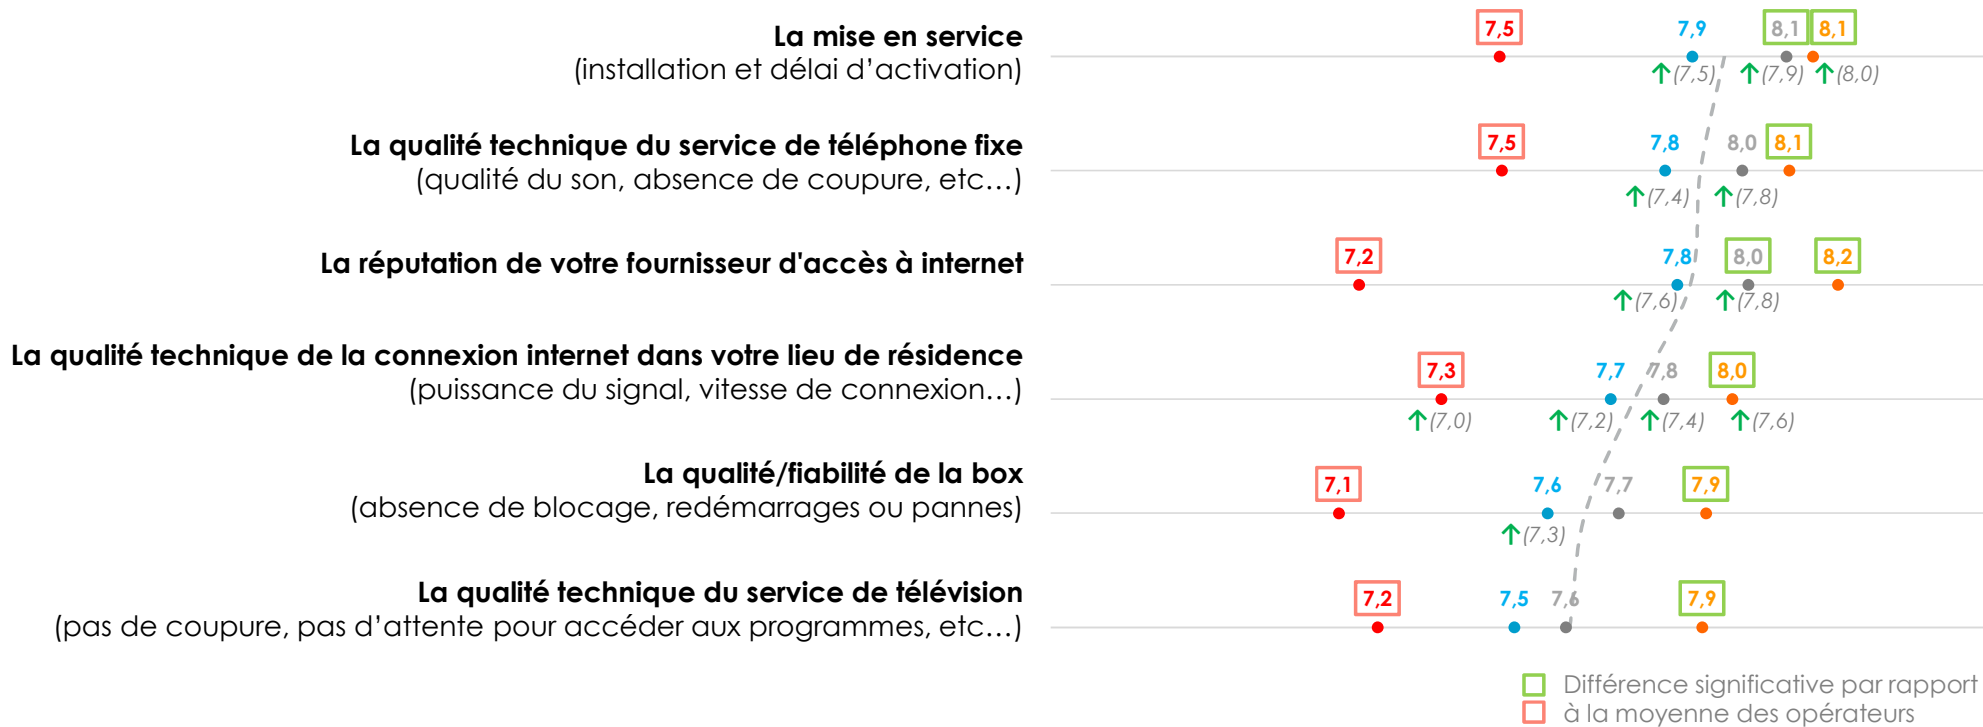 La mise en service
(installation et délai d'activation)
7,5 7,9 8,1 8,1
↑(7,5) ↑(7,9) ↑(8,0)
La qualité technique du service de téléphone fixe
(qualité du son, absence de coupure, etc…)
7,5 7,8 8,0 8,1
↑(7,4) ↑(7,8)
La réputation de votre fournisseur d'accès à internet
7,2 7,8 8,0 8,2
↑(7,6) ↑(7,8)
La qualité technique de la connexion internet dans votre lieu de résidence
(puissance du signal, vitesse de connexion…)
7,3 7,7 7,8 8,0
↑(7,0) ↑(7,2) ↑(7,4) ↑(7,6)
La qualité/fiabilité de la box
(absence de blocage, redémarrages ou pannes)
7,1 7,6 7,7 7,9
↑(7,3)
La qualité technique du service de télévision
(pas de coupure, pas d'attente pour accéder aux programmes, etc…)
7,2 7,5 7,6 7,9
Différence significative par rapport
à la moyenne des opérateurs